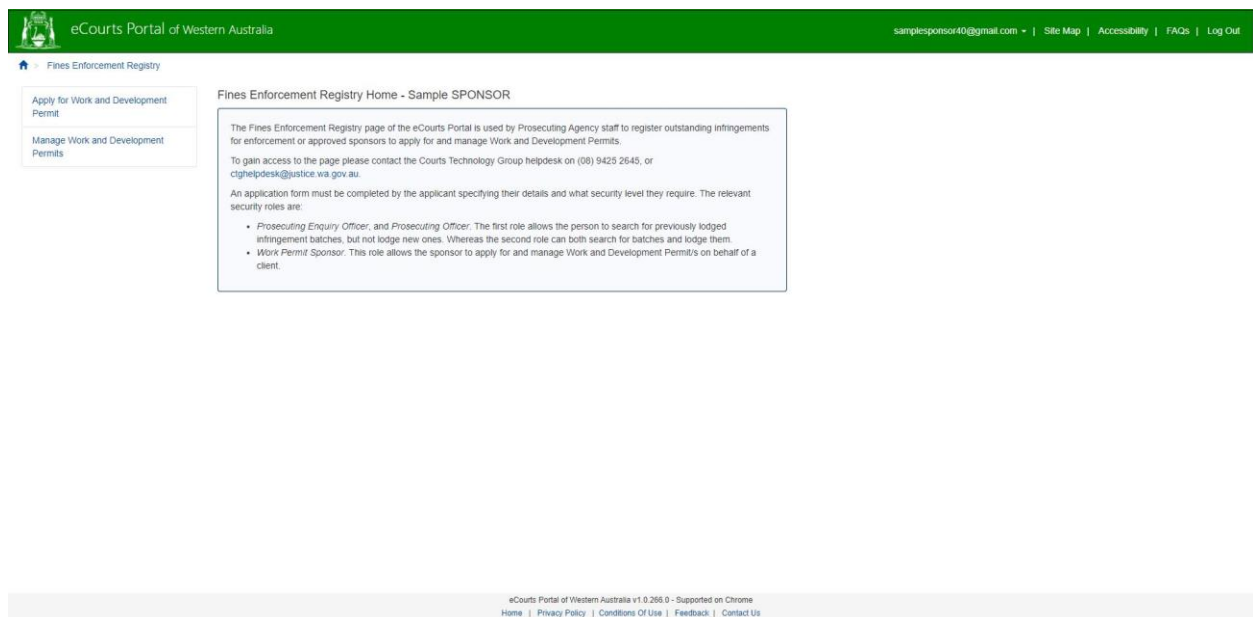 eCourts Portal of Western Australia
samplesponsor40@gmail.com | Site Map | Accessibility | FAQs | Log Out
Fines Enforcement Registry
Apply for Work and Development
Permit
Manage Work and Development
Permits
Fines Enforcement Registry Home - Sample SPONSOR
The Fines Enforcement Registry page of the eCourts Portal is used by Prosecuting Agency staff to register outstanding infringements
for enforcement or approved sponsors to apply for and manage Work and Development Permits.
To gain access to the page please contact the Courts Technology Group helpdesk on (08) 9425 2645, or
ctghelpdesk@justice.wa.gov.au.
An application form must be completed by the applicant specifying their details and what security level they require. The relevant
security roles are:
• Prosecuting Enquiry Officer, and Prosecuting Officer. The first role allows the person to search for previously lodged
infringement batches, but not lodge new ones. Whereas the second role can both search for batches and lodge them.
• Work Permit Sponsor. This role allows the sponsor to apply for and manage Work and Development Permit/s on behalf of a
client.
eCourts Portal of Western Australia v1.0.266.0 - Supported on Chrome
Home | Privacy Policy | Conditions Of Use | Feedback | Contact Us